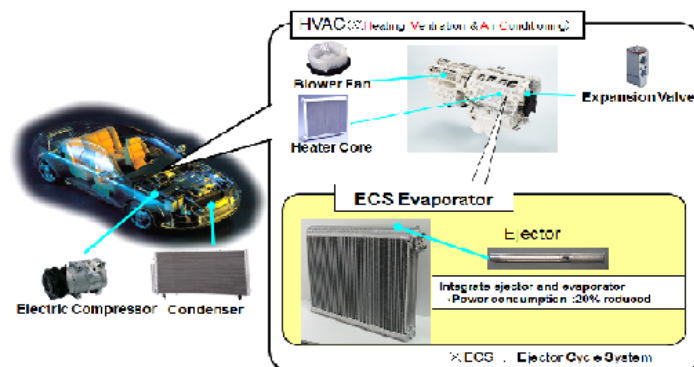 HVAC(※Heating Ventration & Air Conditioning)
Blower Fan
Expansion Valve
Heater Core
ECS Evaporator
Ejector
Integrate ejector and evaporator
→Power consumption :20% reduced
Electric Compressor
Condenser
※ECS : Ejector Cycle System